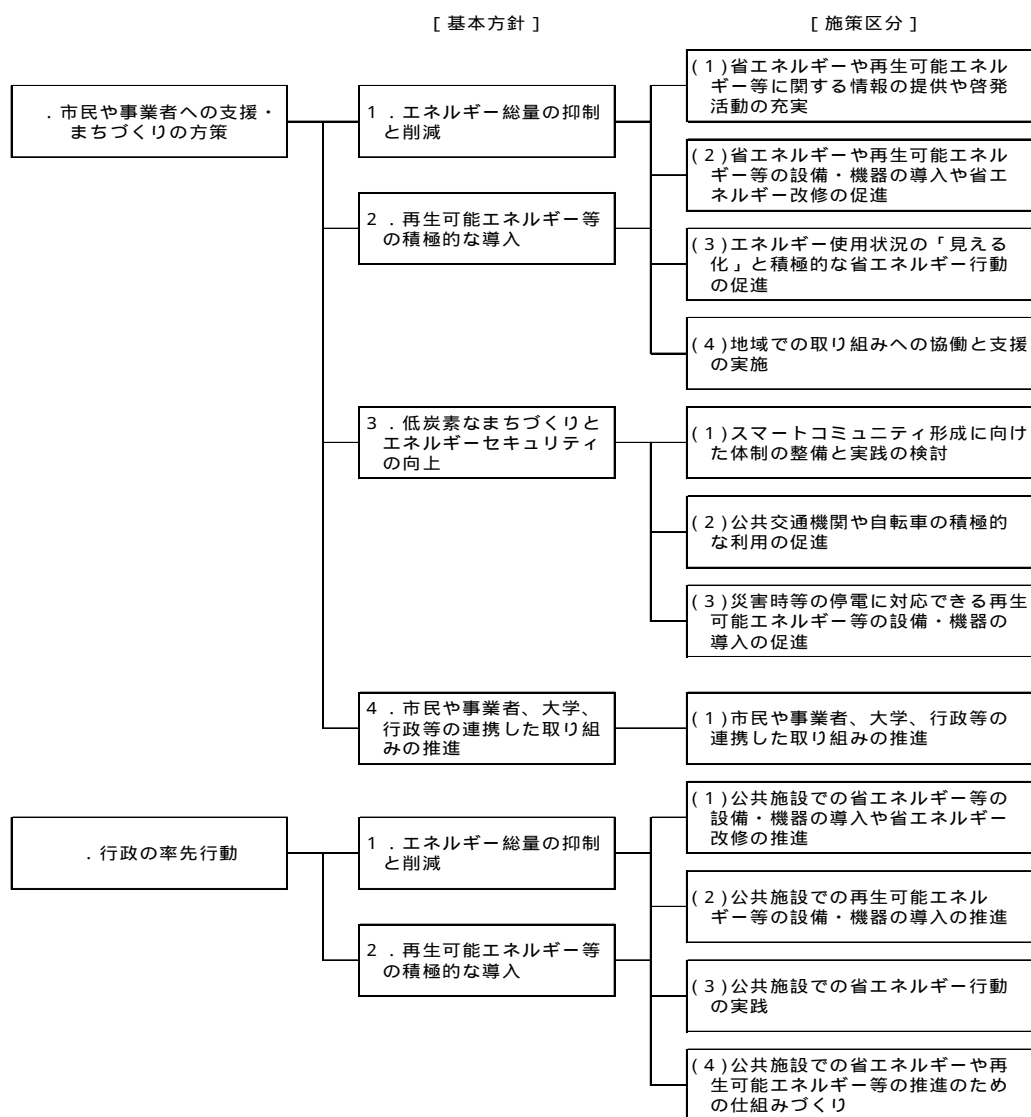 [ 基本方針 ]
[ 施策区分 ]
．市民や事業者への支援・
まちづくりの方策
1．エネルギー総量の抑制
と削減
2．再生可能エネルギー等
の積極的な導入
(1)省エネルギーや再生可能エネル
ギー等に関する情報の提供や啓発
活動の充実
(2)省エネルギーや再生可能エネル
ギー等の設備・機器の導入や省エ
ネルギー改修の促進
(3)エネルギー使用状況の「見える
化」と積極的な省エネルギー行動
の促進
(4)地域での取り組みへの協働と支援
の実施
3．低炭素なまちづくりと
エネルギーセキュリティ
の向上
(1)スマートコミュニティ形成に向け
た体制の整備と実践の検討
(2)公共交通機関や自転車の積極的
な利用の促進
(3)災害時等の停電に対応できる再生
可能エネルギー等の設備・機器の
導入の促進
4．市民や事業者、大学、
行政等の連携した取り組
みの推進
(1)市民や事業者、大学、行政等の
連携した取り組みの推進
．行政の率先行動
1．エネルギー総量の抑制
と削減
2．再生可能エネルギー等
の積極的な導入
(1)公共施設での省エネルギー等の
設備・機器の導入や省エネルギー
改修の推進
(2)公共施設での再生可能エネル
ギー等の設備・機器の導入の推進
(3)公共施設での省エネルギー行動
の実践
(4)公共施設での省エネルギーや再
生可能エネルギー等の推進のため
の仕組みづくり